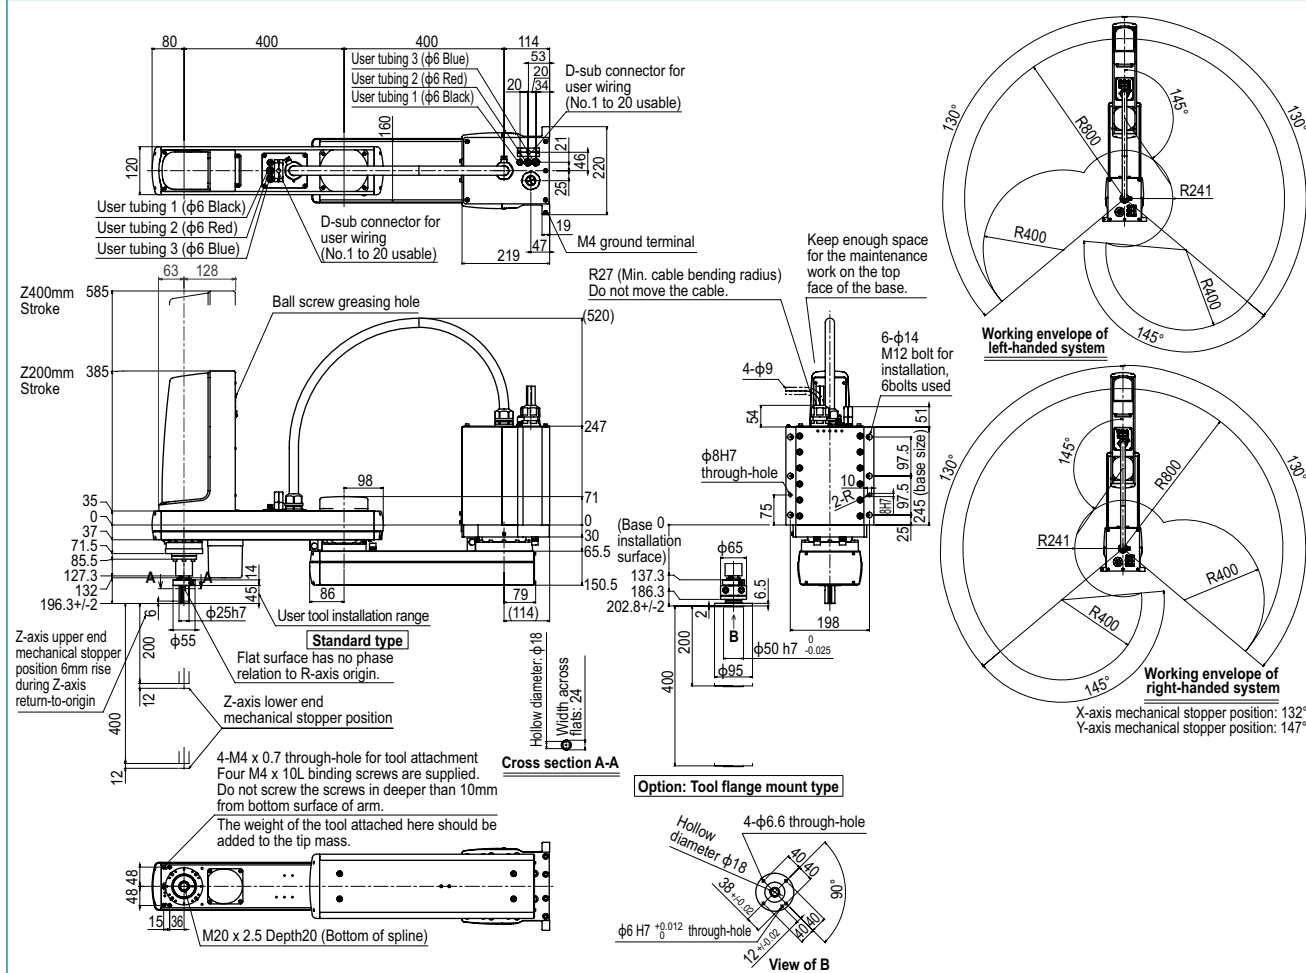 80
400
400
114
User tubing 3 (ϕ6 Blue)
User tubing 2 (ϕ6 Red)
User tubing 1 (ϕ6 Black)
53
20
20
34
D-sub connector for
user wiring
(No.1 to 20 usable)
160
120
21
46
25
220
User tubing 1 (ϕ6 Black)
User tubing 2 (ϕ6 Red)
User tubing 3 (ϕ6 Blue)
D-sub connector for
user wiring
(No.1 to 20 usable)
19
47
219
M4 ground terminal
63
128
Z400mm 585
Stroke
Ball screw greasing hole
Z200mm 385
Stroke
R27 (Min. cable bending radius)
Do not move the cable.
Keep enough space
for the maintenance
work on the top
face of the base.
(520)
247
98
71
0
30
65.5
150.5
35
0
37
71.5
85.5
127.3
132
196.3+/-2
A
A
14
45
6
ϕ25h7
ϕ55
User tool installation range
86
79
(114)
Standard type
Z-axis upper end
mechanical stopper
position 6mm rise
during Z-axis
return-to-origin
200
12
400
12
Flat surface has no phase
relation to R-axis origin.
Z-axis lower end
mechanical stopper position
Hollow diameter: ϕ18
Width across
flats: 24
Cross section A-A
4-M4 x 0.7 through-hole for tool attachment
Four M4 x 10L binding screws are supplied.
Do not screw the screws in deeper than 10mm
from bottom surface of arm.
The weight of the tool attached here should be
added to the tip mass.
48
48
15
36
M20 x 2.5 Depth20 (Bottom of spline)
6-ϕ14
M12 bolt for
installation,
6bolts used
4-ϕ9
54
51
ϕ8H7
through-hole
10
2-R
8H7
75
97.5
97.5
25
245 (base size)
(Base 0
installation
surface)
ϕ65
137.3
186.3
202.8+/-2
6.5
2
198
B
ϕ50 h7 0 -0.025
ϕ95
200
400
Option: Tool flange mount type
Hollow
diameter ϕ18
4-ϕ6.6 through-hole
40
40
90°
38 +/-0.02
ϕ6 H7 +0.012 0 through-hole
12 +/-0.02
40
40
View of B
130°
130°
145°
R800
R241
R400
R400
145°
Working envelope of
left-handed system
130°
130°
145°
R800
R241
R400
R400
145°
Working envelope of
right-handed system
X-axis mechanical stopper position: 132°
Y-axis mechanical stopper position: 147°